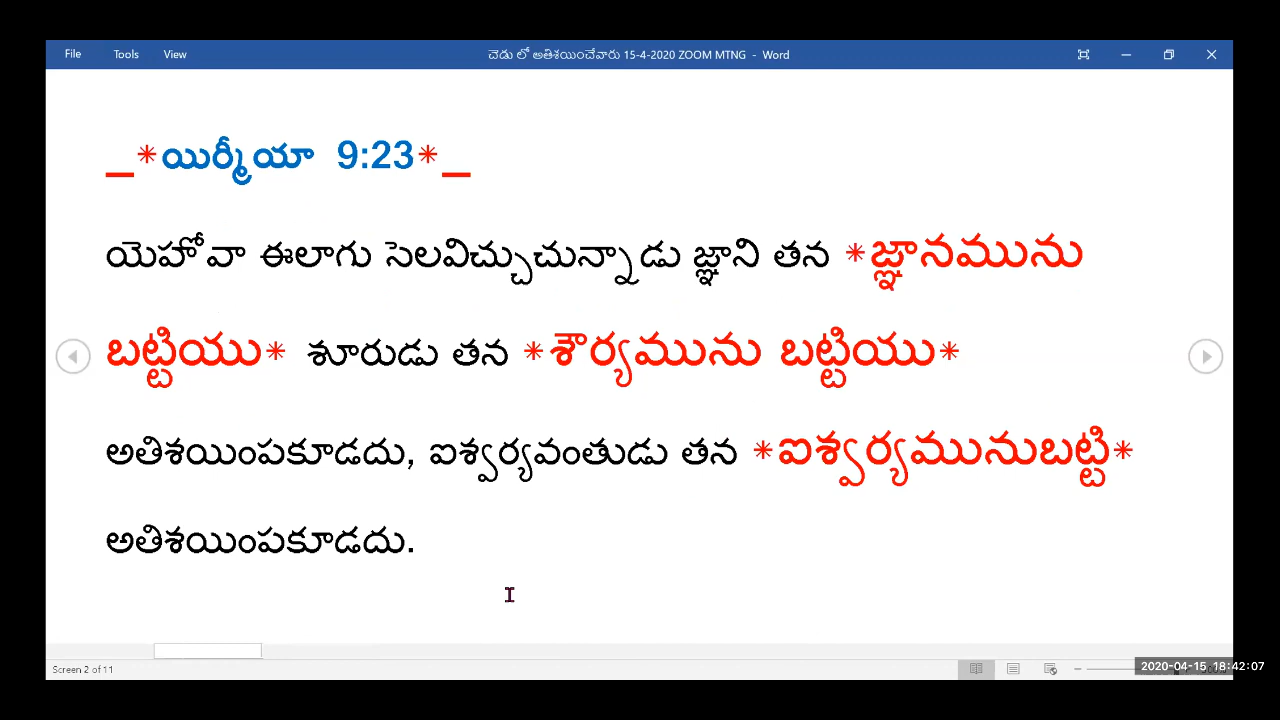 File Tools View చెడు లో అతిశయించేవారు 15-4-2020 ZOOM MTNG - Word
_*యిర్మీయా 9:23*_
యెహోవా ఈలాగు సెలవిచ్చుచున్నాడు జ్ఞాని తన *జ్ఞానమును
బట్టియు* శూరుడు తన *శౌర్యమును బట్టియు*
అతిశయింపకూడదు, ఐశ్వర్యవంతుడు తన *ఐశ్వర్యమునుబట్టి*
అతిశయింపకూడదు.
Screen 2 of 11
2020-04-15 18:42:07